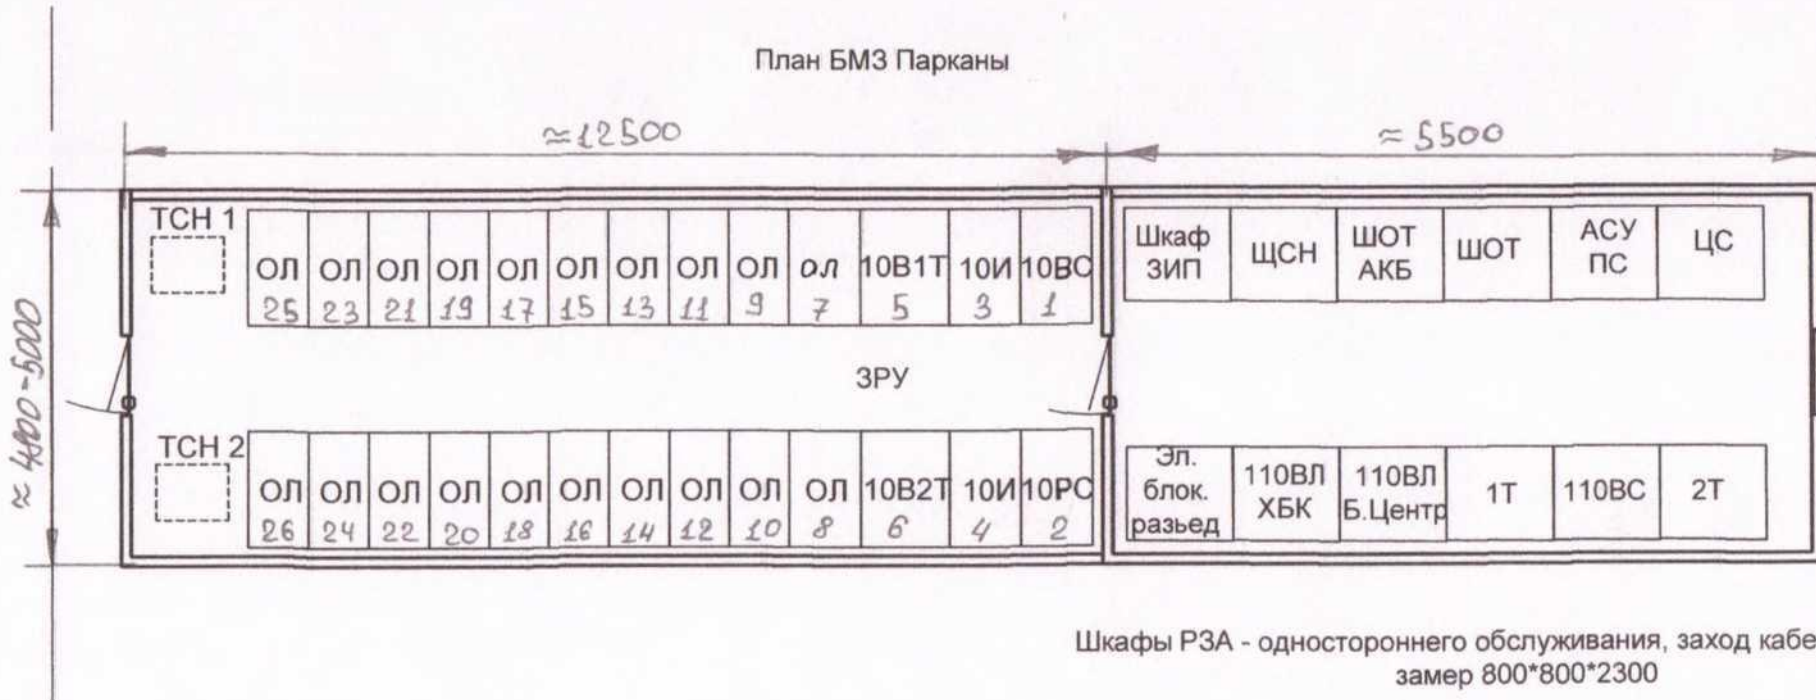 План БМЗ Парканы
≈12500
≈5500
≈ 4800-5000
ТСН 1
ОЛ ОЛ ОЛ ОЛ ОЛ ОЛ ОЛ ОЛ ОЛ ОЛ 10В1Т 10И 10ВС
25 23 21 19 17 15 13 11 9 7 5 3 1
Шкаф
ЗИП
ЩСН
ШОТ
АКБ
ШОТ
АСУ
ПС
ЦС
ЗРУ
ТСН 2
ОЛ ОЛ ОЛ ОЛ ОЛ ОЛ ОЛ ОЛ ОЛ ОЛ 10В2Т 10И 10РС
26 24 22 20 18 16 14 12 10 8 6 4 2
Эл.
блок.
разьед
110ВЛ
ХБК
110ВЛ
Б.Центр
1Т
110ВС
2Т
Шкафы РЗА - одностороннего обслуживания, заход кабе
замер 800*800*2300